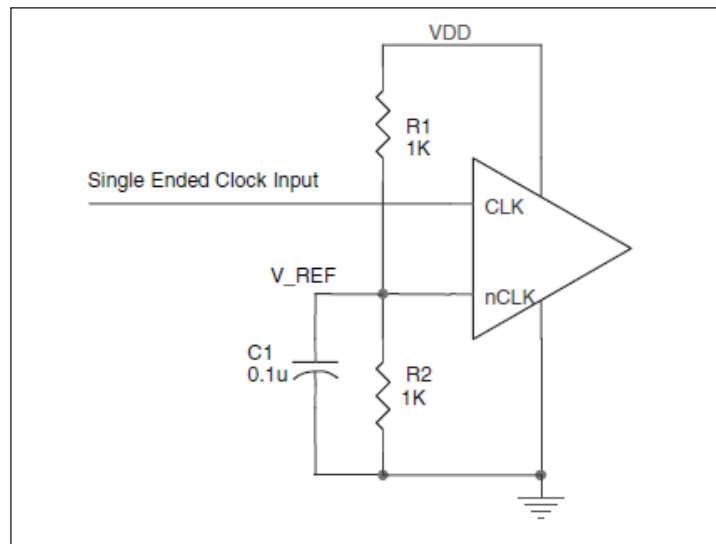 VDD
R1
1K
Single Ended Clock Input
CLK
V_REF
nCLK
C1
0.1u
R2
1K